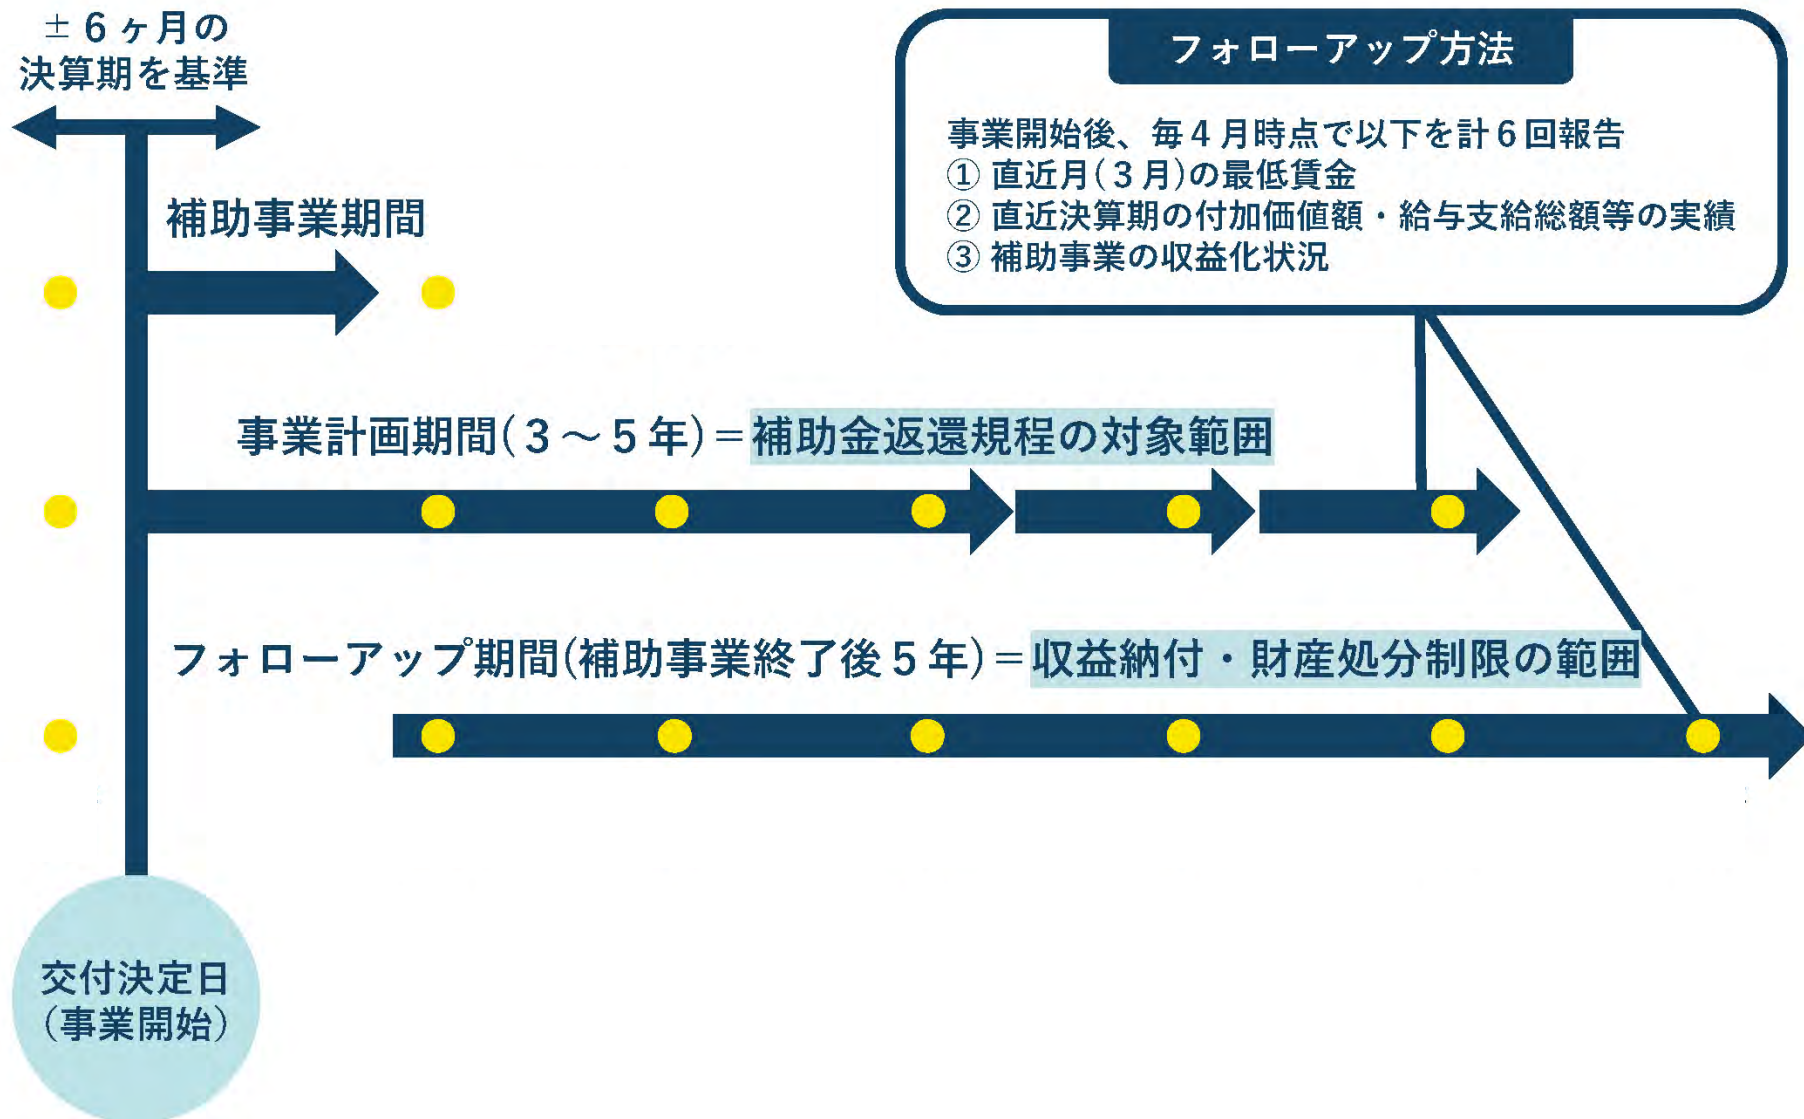 ±6ヶ月の
決算期を基準
フォローアップ方法
事業開始後、毎4月時点で以下を計6回報告
① 直近月(3月)の最低賃金
② 直近決算期の付加価値額・給与支給総額等の実績
③ 補助事業の収益化状況
補助事業期間
事業計画期間(3～5年)＝補助金返還規程の対象範囲
フォローアップ期間(補助事業終了後5年)＝収益納付・財産処分制限の範囲
交付決定日
(事業開始)